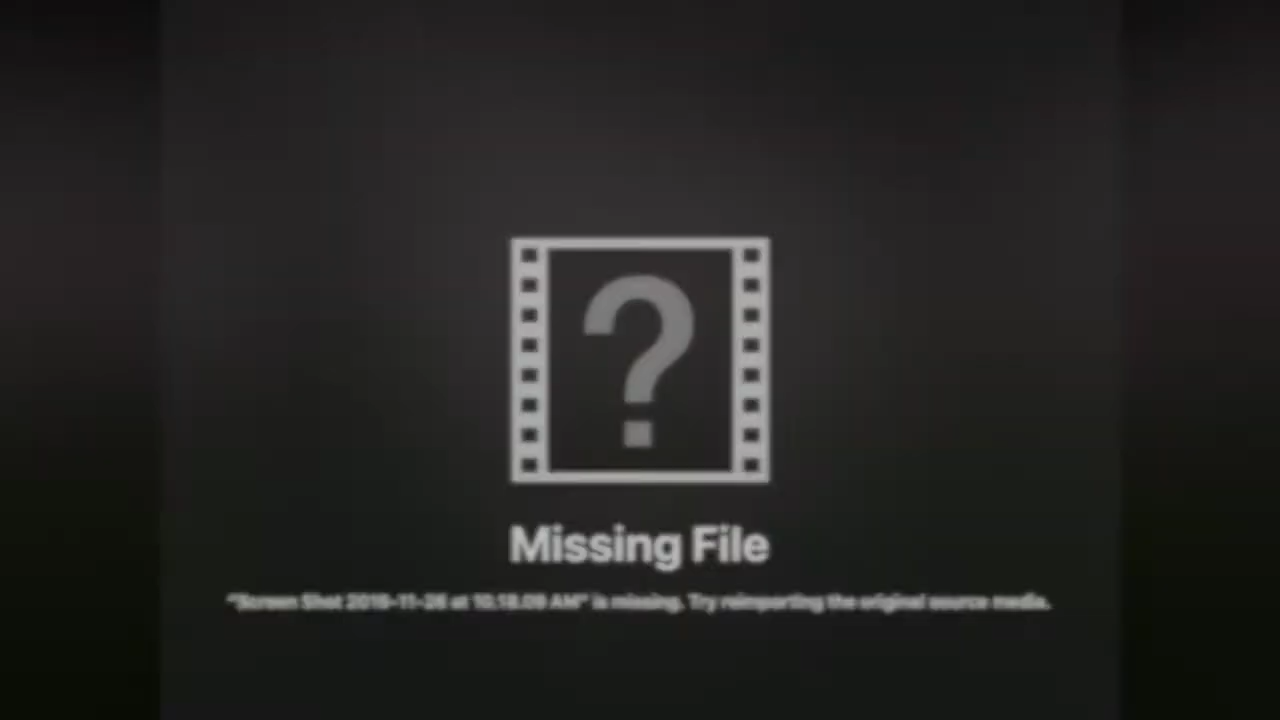 ?
Missing File
"Screen Shot 2019-11-26 at 10.18.09 AM" is missing. Try reimporting the original source media.